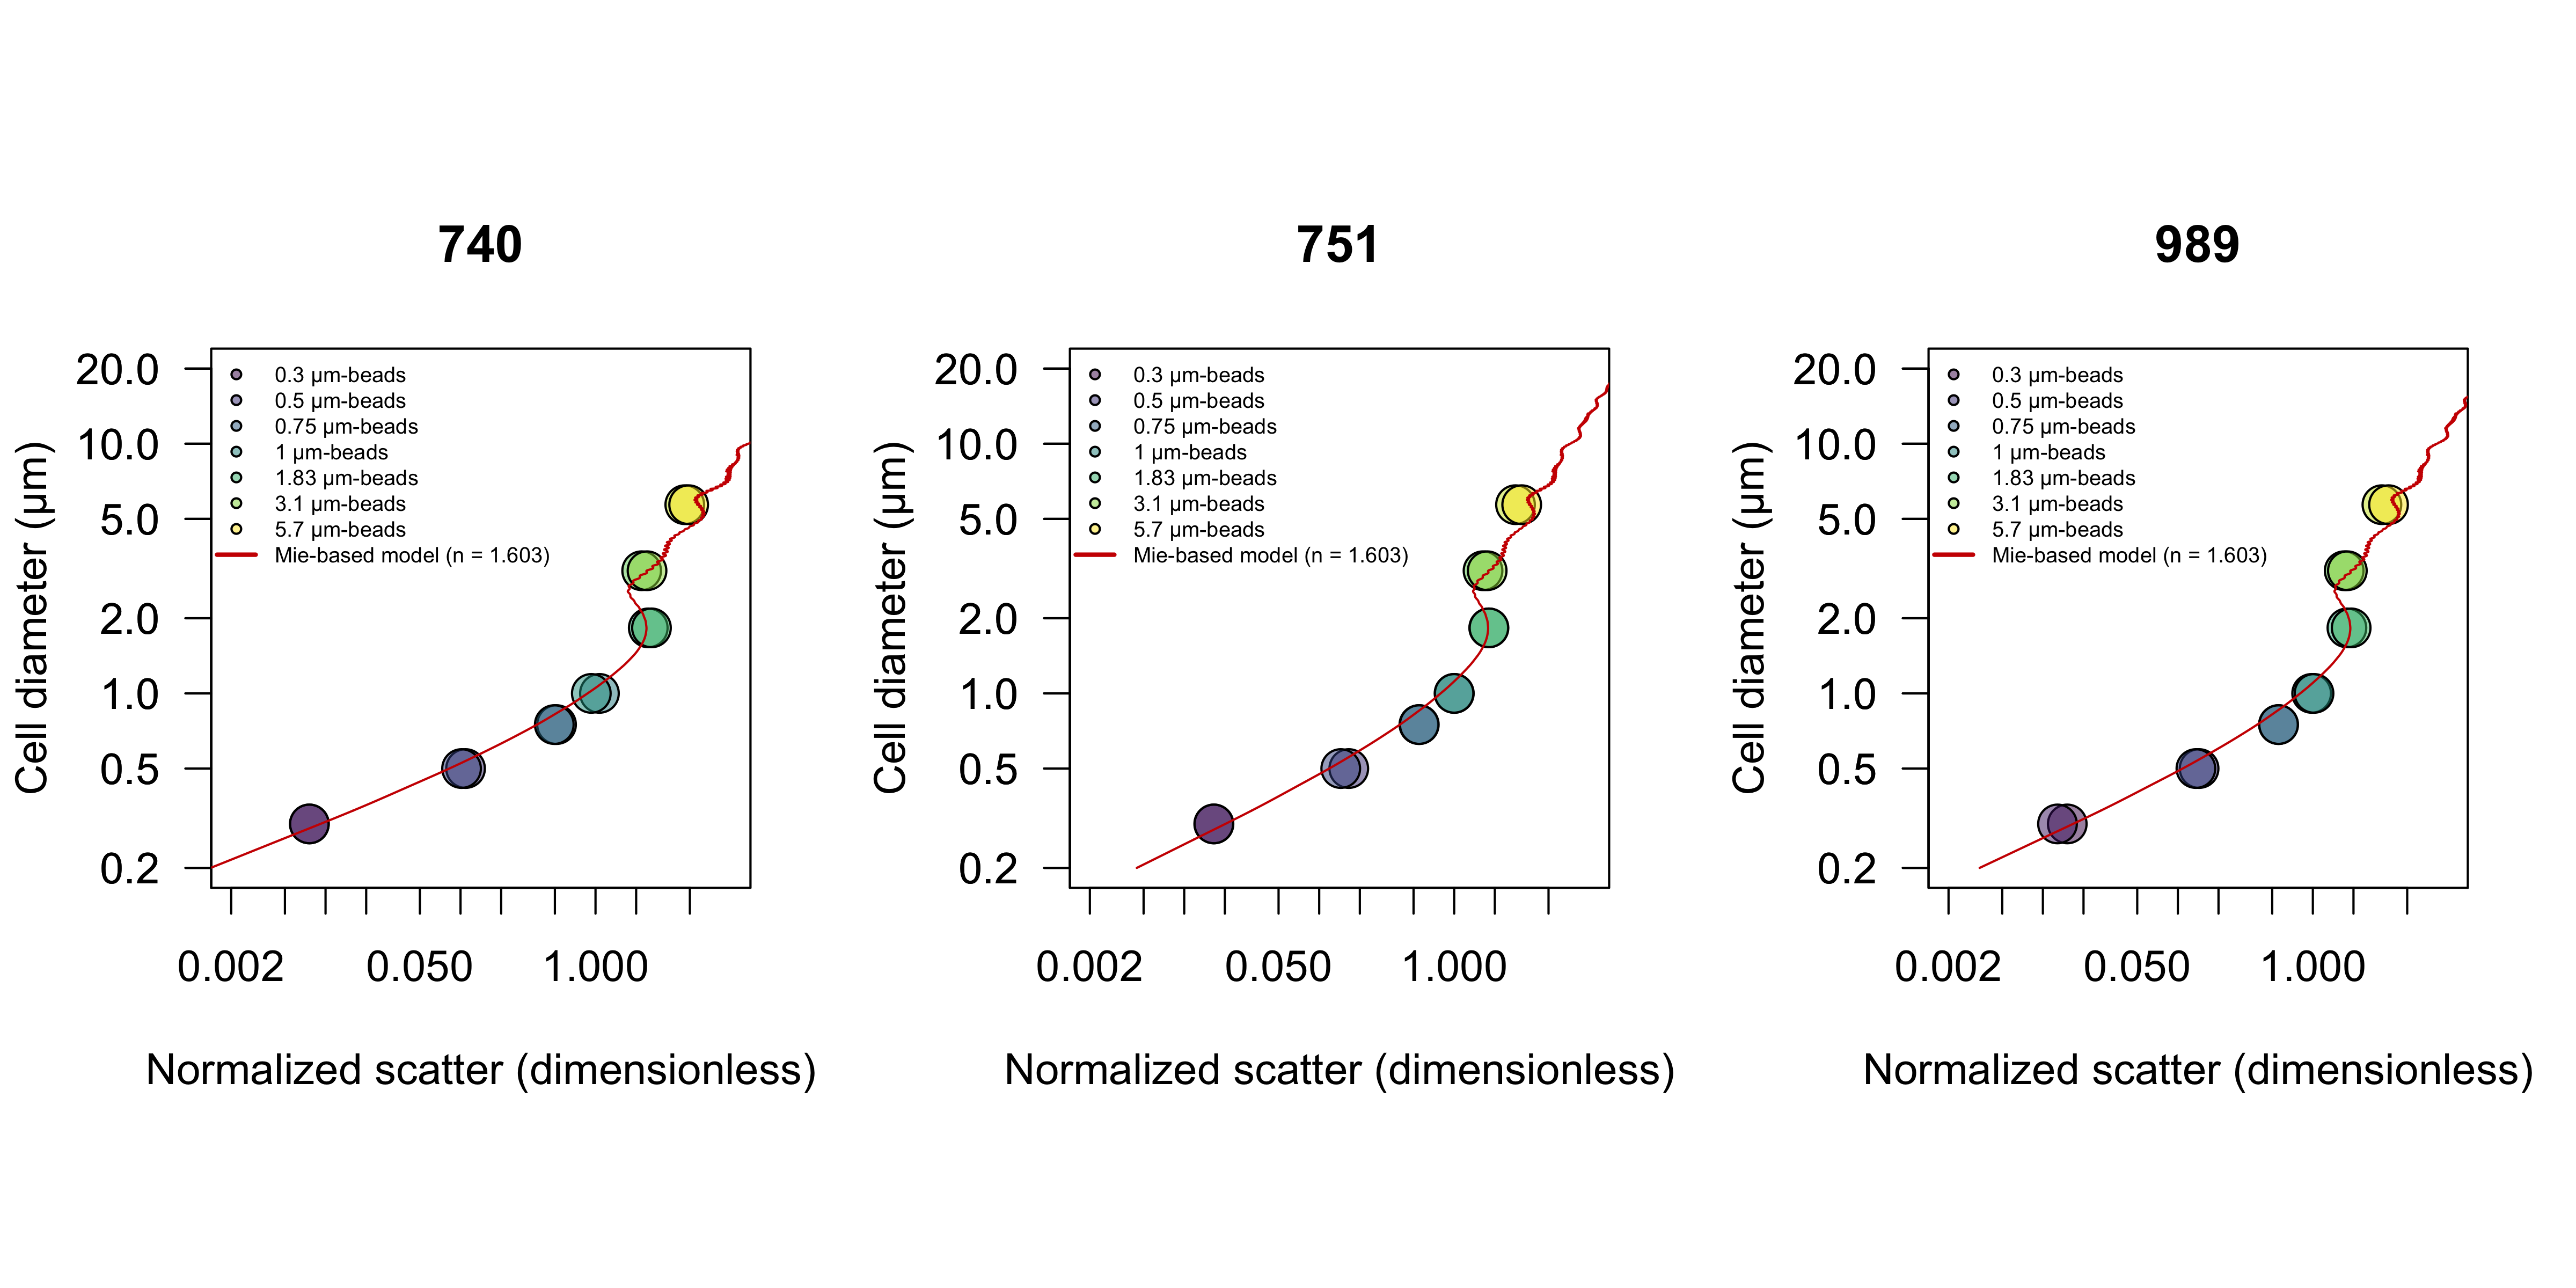 740
20.0
10.0
5.0
2.0
1.0
0.5
0.2
Cell diameter (µm)
0.3 µm-beads
0.5 µm-beads
0.75 µm-beads
1 µm-beads
1.83 µm-beads
3.1 µm-beads
5.7 µm-beads
Mie-based model (n = 1.603)
0.002 0.050 1.000
Normalized scatter (dimensionless)
751
20.0
10.0
5.0
2.0
1.0
0.5
0.2
Cell diameter (µm)
0.3 µm-beads
0.5 µm-beads
0.75 µm-beads
1 µm-beads
1.83 µm-beads
3.1 µm-beads
5.7 µm-beads
Mie-based model (n = 1.603)
0.002 0.050 1.000
Normalized scatter (dimensionless)
989
20.0
10.0
5.0
2.0
1.0
0.5
0.2
Cell diameter (µm)
0.3 µm-beads
0.5 µm-beads
0.75 µm-beads
1 µm-beads
1.83 µm-beads
3.1 µm-beads
5.7 µm-beads
Mie-based model (n = 1.603)
0.002 0.050 1.000
Normalized scatter (dimensionless)